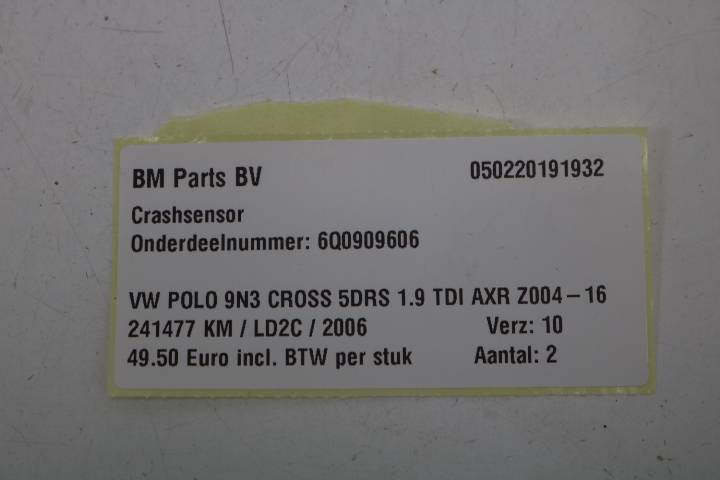 BM Parts BV 050220191932
Crashsensor
Onderdeelnummer: 6Q0909606
VW POLO 9N3 CROSS 5DRS 1.9 TDI AXR Z004-16
241477 KM / LD2C / 2006 Verz: 10
49.50 Euro incl. BTW per stuk Aantal: 2